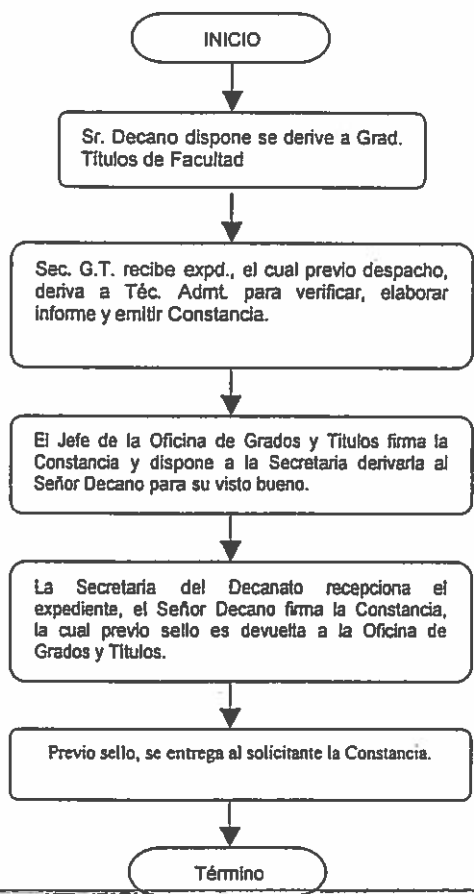 INICIO
Sr. Decano dispone se derive a Grad.
Títulos de Facultad
Sec. G.T. recibe expd., el cual previo despacho,
deriva a Téc. Admt. para verificar, elaborar
informe y emitir Constancia.
El Jefe de la Oficina de Grados y Titulos firma la
Constancia y dispone a la Secretaria derivarla al
Señor Decano para su visto bueno.
La Secretaria del Decanato recepciona el
expediente, el Señor Decano firma la Constancia,
la cual previo sello es devuelta a la Oficina de
Grados y Títulos.
Previo sello, se entrega al solicitante la Constancia.
Término